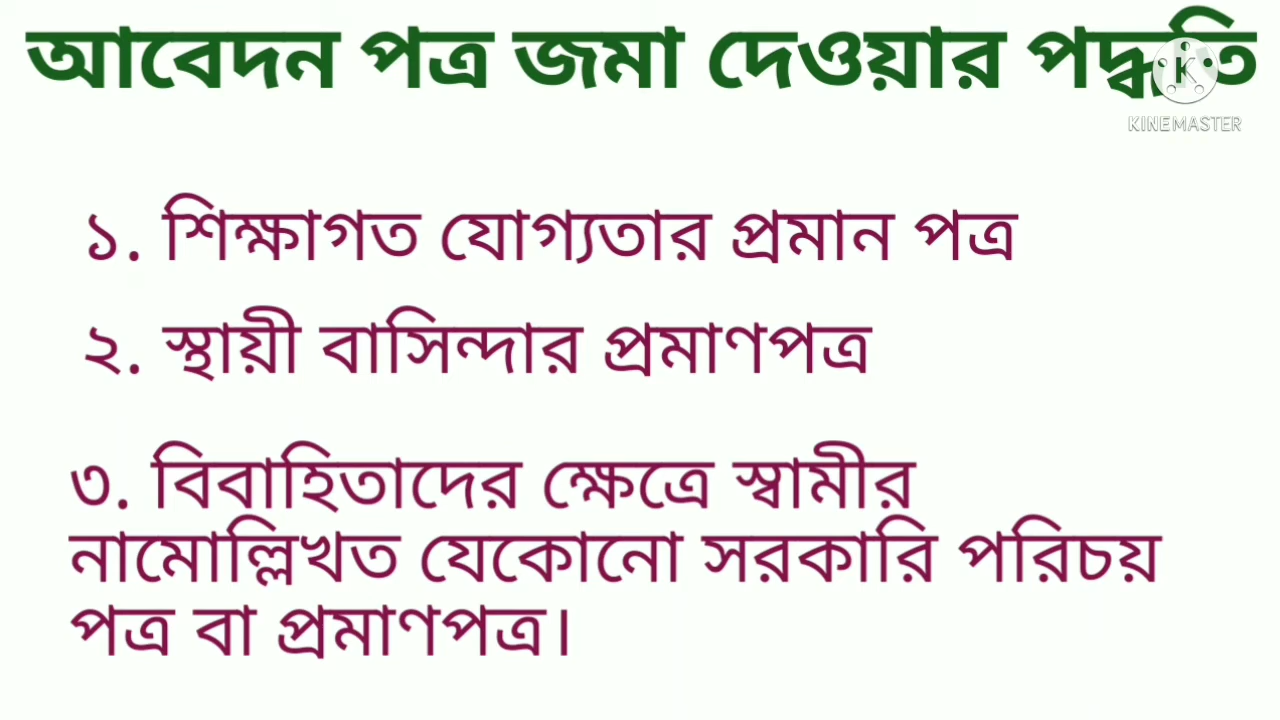 আবেদন পত্র জমা দেওয়ার পদ্ধতি
KINEMASTER
১. শিক্ষাগত যোগ্যতার প্রমান পত্র
২. স্থায়ী বাসিন্দার প্রমাণপত্র
৩. বিবাহিতাদের ক্ষেত্রে স্বামীর
নামোল্লিখত যেকোনো সরকারি পরিচয়
পত্র বা প্রমাণপত্র।